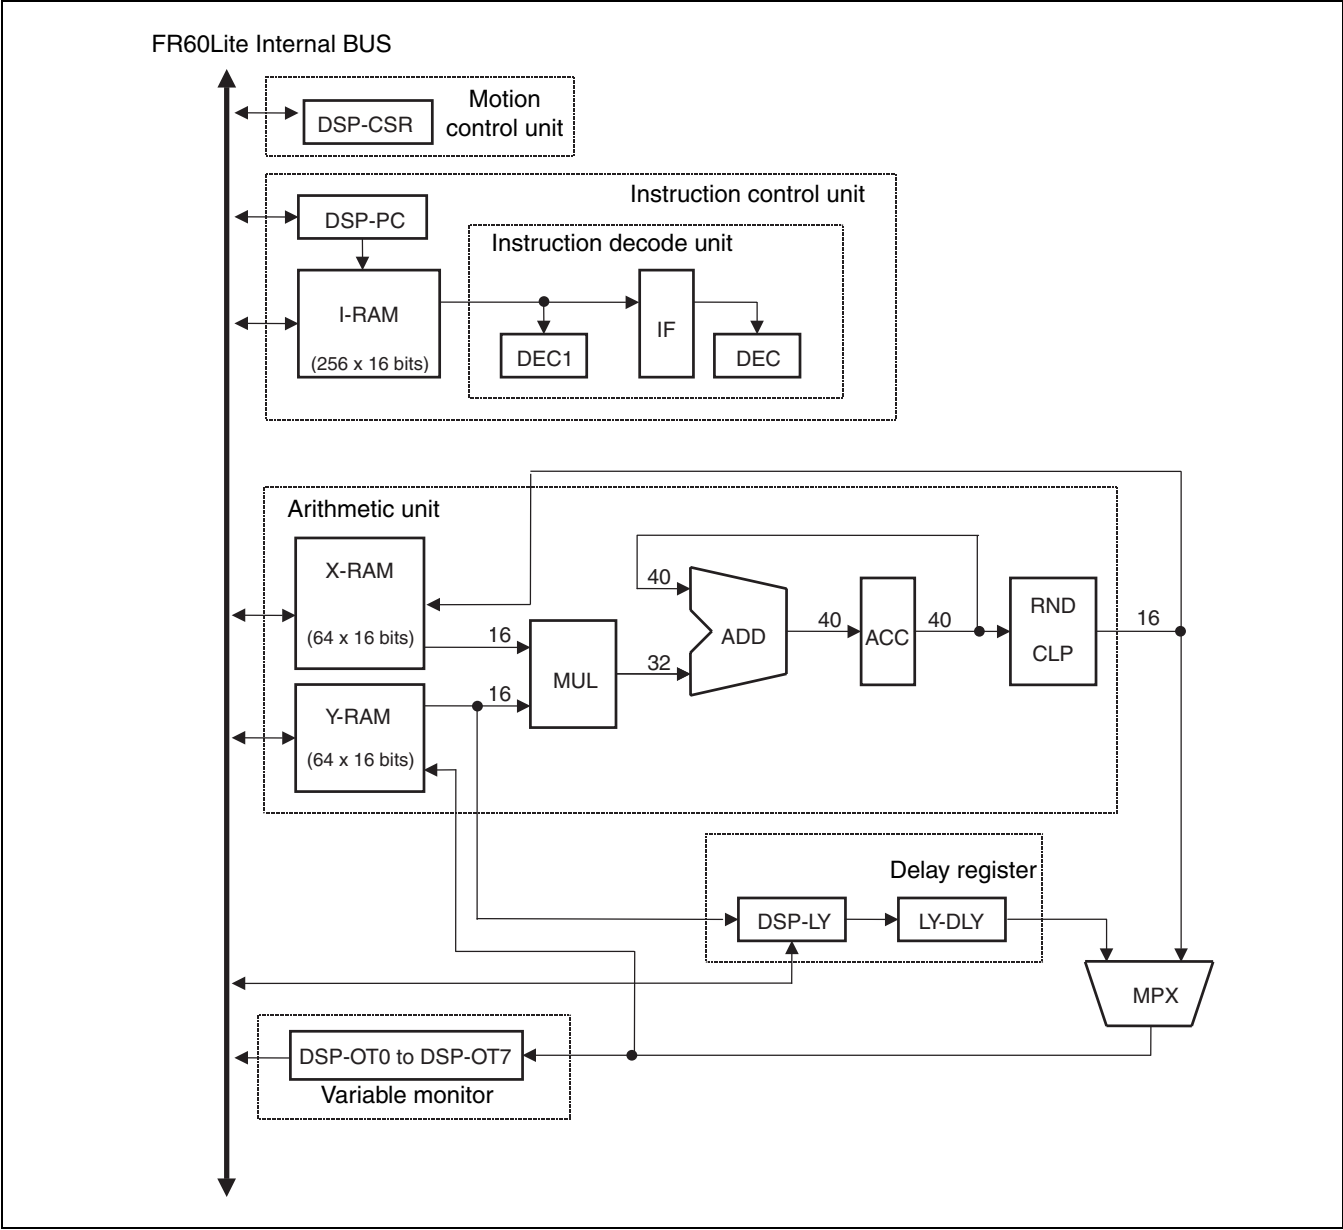 FR60Lite Internal BUS
Motion
control unit
DSP-CSR
Instruction control unit
DSP-PC
Instruction decode unit
I-RAM
(256 x 16 bits)
IF
DEC1
DEC
Arithmetic unit
X-RAM
(64 x 16 bits)
16
MUL
32
40
ADD
40
ACC
40
RND
CLP
16
Y-RAM
(64 x 16 bits)
16
Delay register
DSP-LY
LY-DLY
MPX
DSP-OT0 to DSP-OT7
Variable monitor